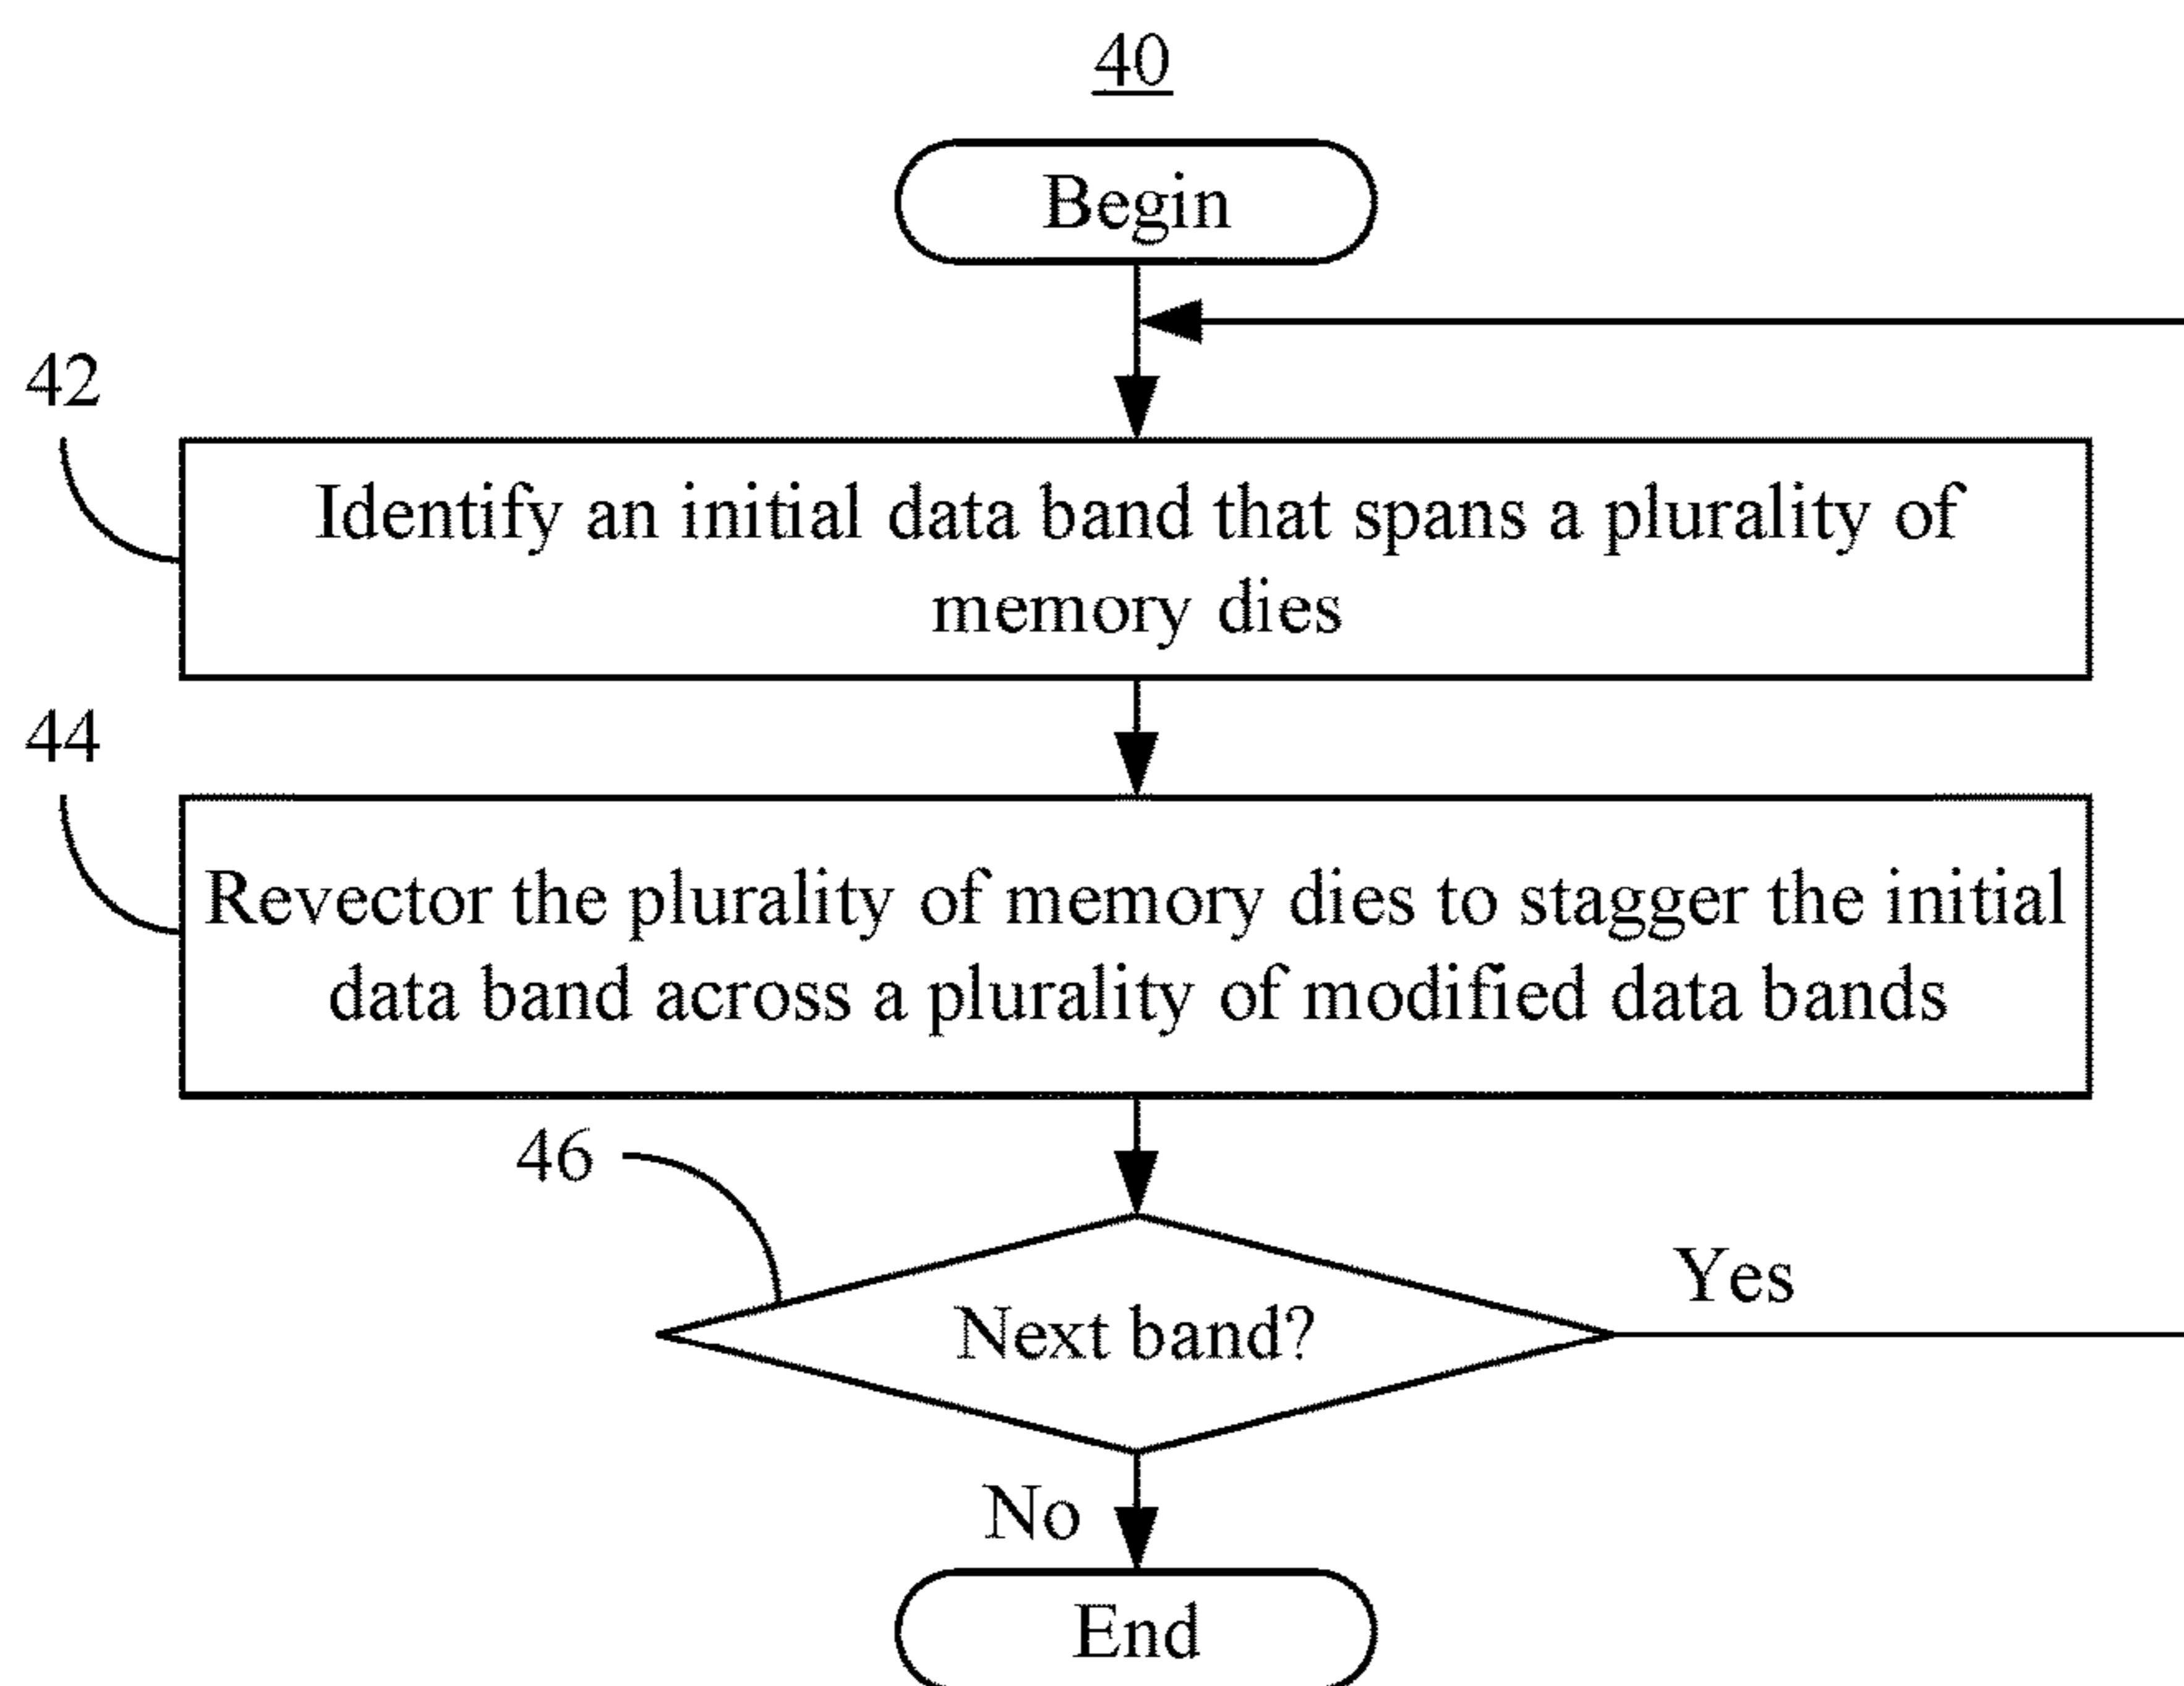 40
Begin
42
Identify an initial data band that spans a plurality of
memory dies
44
Revector the plurality of memory dies to stagger the initial
data band across a plurality of modified data bands
46
Next band?
Yes
No
End